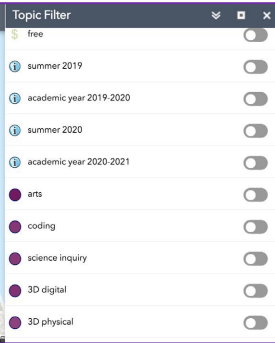 Topic Filter
$ free
summer 2019
academic year 2019-2020
summer 2020
academic year 2020-2021
arts
coding
science inquiry
3D digital
3D physical